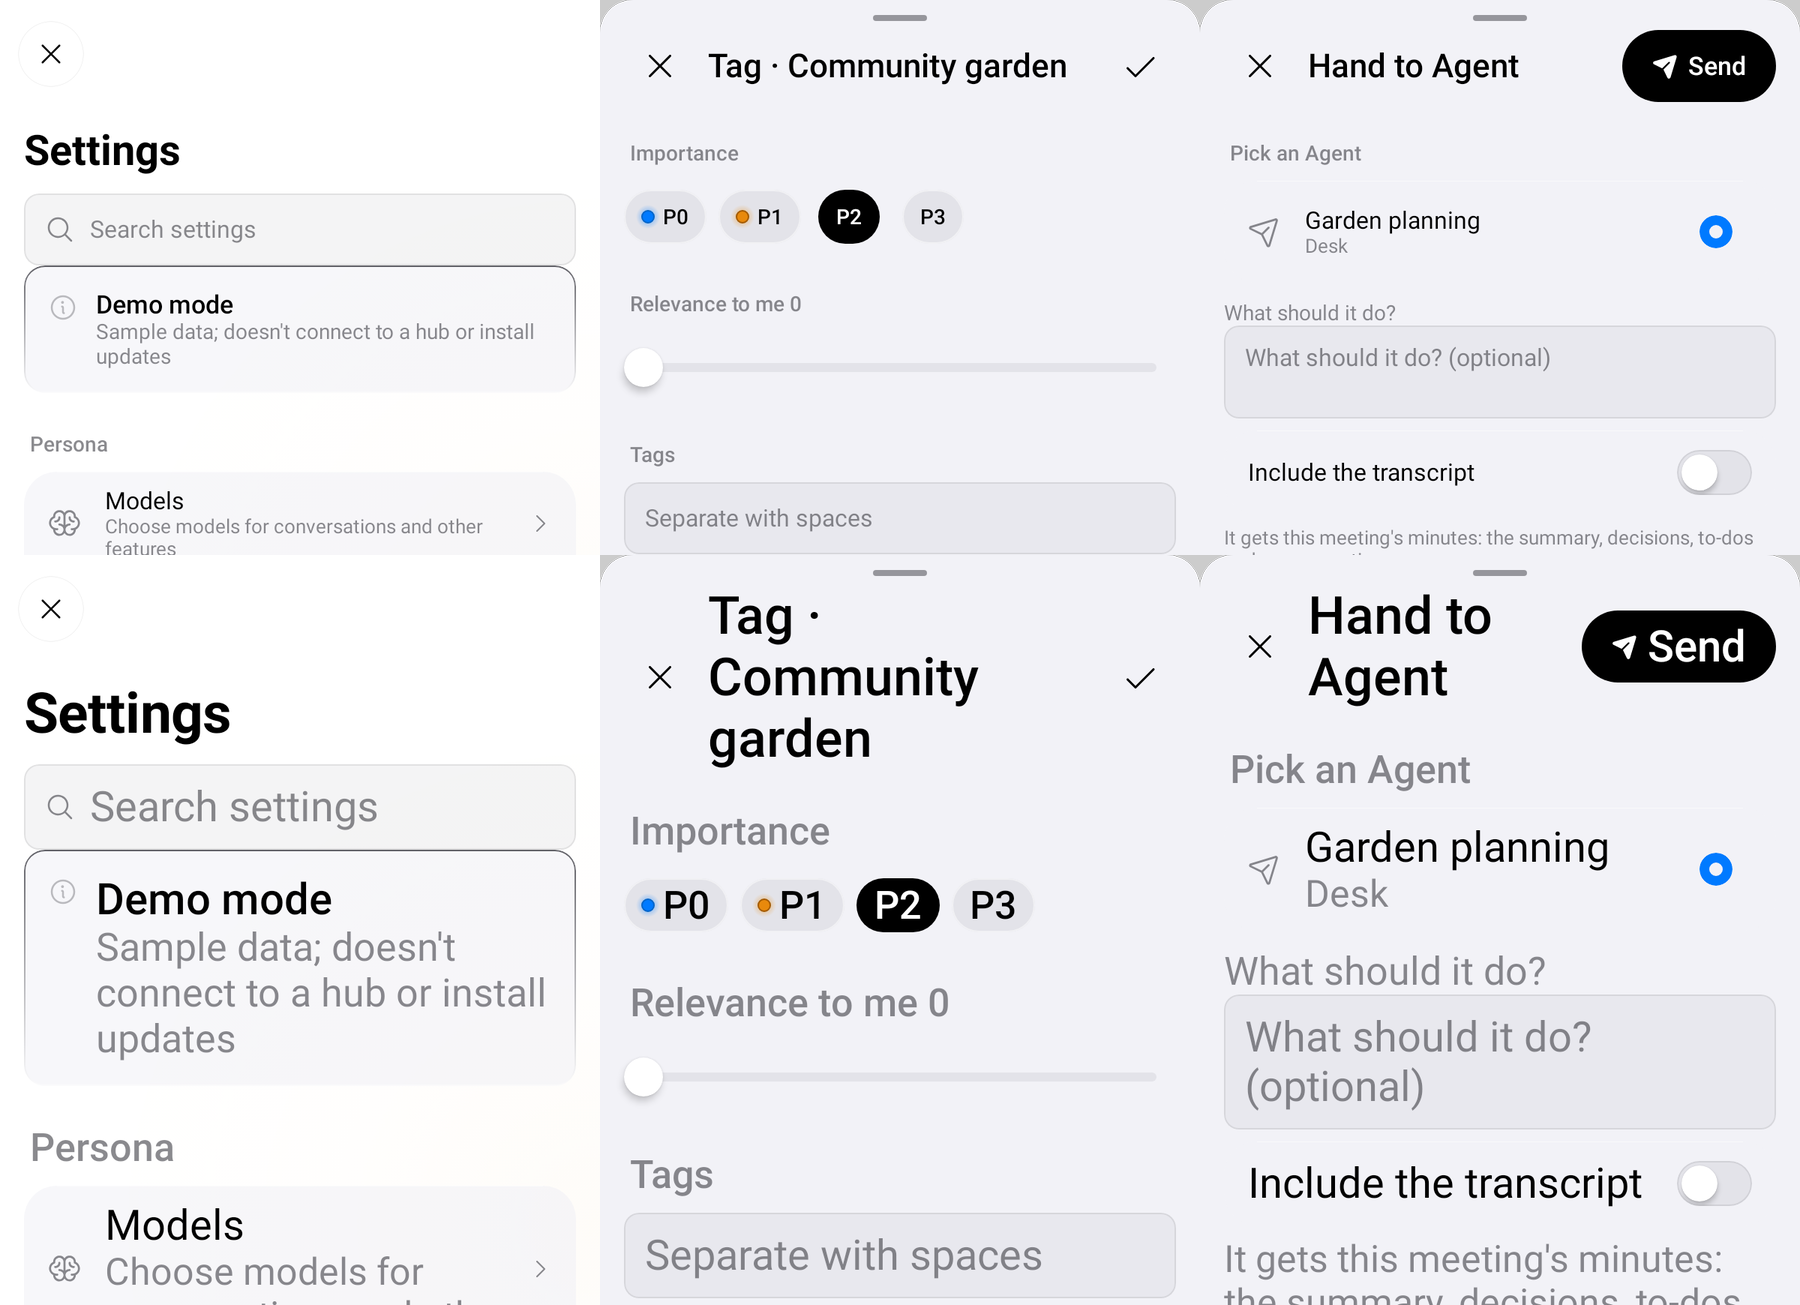 Settings
Search settings
Demo mode
Sample data; doesn't connect to a hub or install
updates
Persona
Models
Choose models for conversations and other
features
Tag · Community garden
Importance
P0
P1
P2
P3
Relevance to me 0
Tags
Separate with spaces
Hand to Agent
Send
Pick an Agent
Garden planning
Desk
What should it do?
What should it do? (optional)
Include the transcript
It gets this meeting's minutes: the summary, decisions, to-dos
Settings
Search settings
Demo mode
Sample data; doesn't
connect to a hub or install
updates
Persona
Models
Choose models for
Tag ·
Community
garden
Importance
P0
P1
P2
P3
Relevance to me 0
Tags
Separate with spaces
Hand to
Agent
Send
Pick an Agent
Garden planning
Desk
What should it do?
What should it do?
(optional)
Include the transcript
It gets this meeting's minutes:
the summary, decisions, to-dos